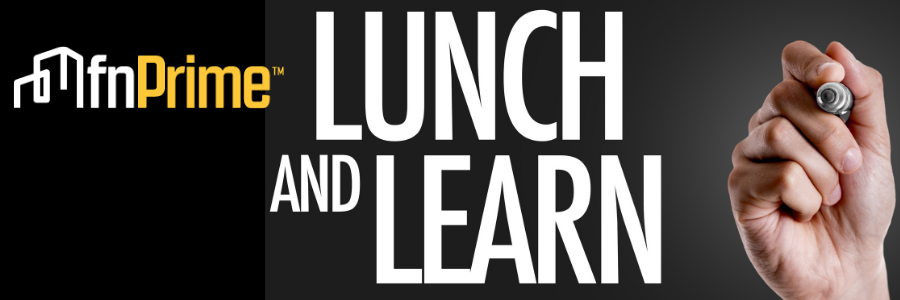 fnPrime™
LUNCH
AND LEARN